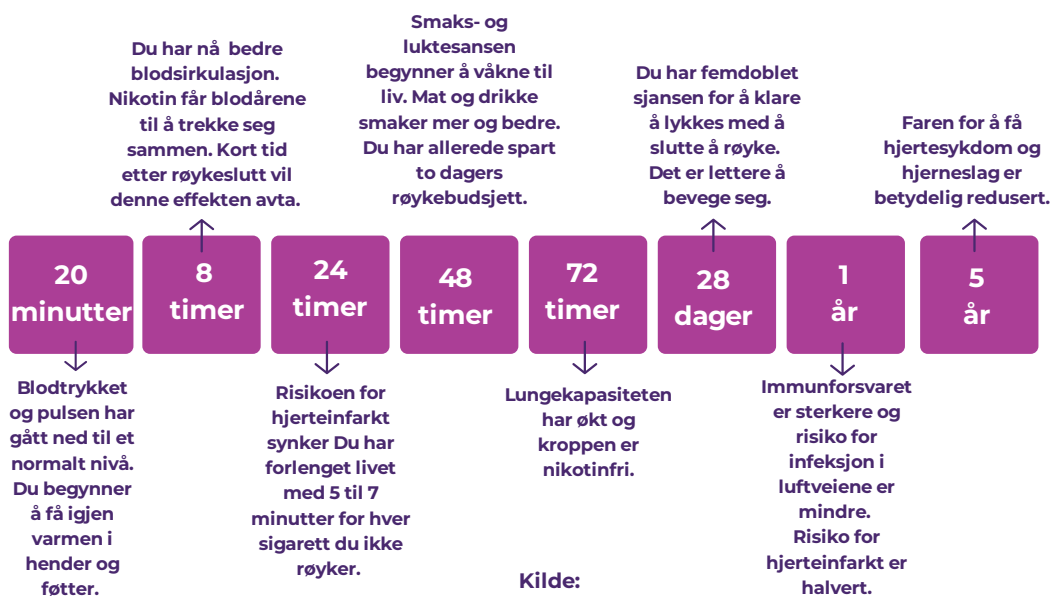 20
minutter
Blodtrykket
og pulsen har
gått ned til et
normalt nivå.
Du begynner
å få igjen
varmen i
hender og
føtter.
8
timer
Du har nå  bedre
blodsirkulasjon.
Nikotin får blodårene
til å trekke seg
sammen. Kort tid
etter røykeslutt vil
denne effekten avta.
24
timer
Risikoen for
hjerteinfarkt
synker Du har
forlenget livet
med 5 til 7
minutter for hver
sigarett du ikke
røyker.
48
timer
Smaks- og
luktesansen
begynner å våkne til
liv. Mat og drikke
smaker mer og bedre.
Du har allerede spart
to dagers
røykebudsjett.
72
timer
Lungekapasiteten
har økt og
kroppen er
nikotinfri.
28
dager
Du har femdoblet
sjansen for å klare
å lykkes med å
slutte å røyke.
Det er lettere å
bevege seg.
1
år
Immunforsvaret
er sterkere og
risiko for
infeksjon i
luftveiene er
mindre.
Risiko for
hjerteinfarkt er
halvert.
5
år
Faren for å få
hjertesykdom og
hjerneslag er
betydelig redusert.
Kilde: